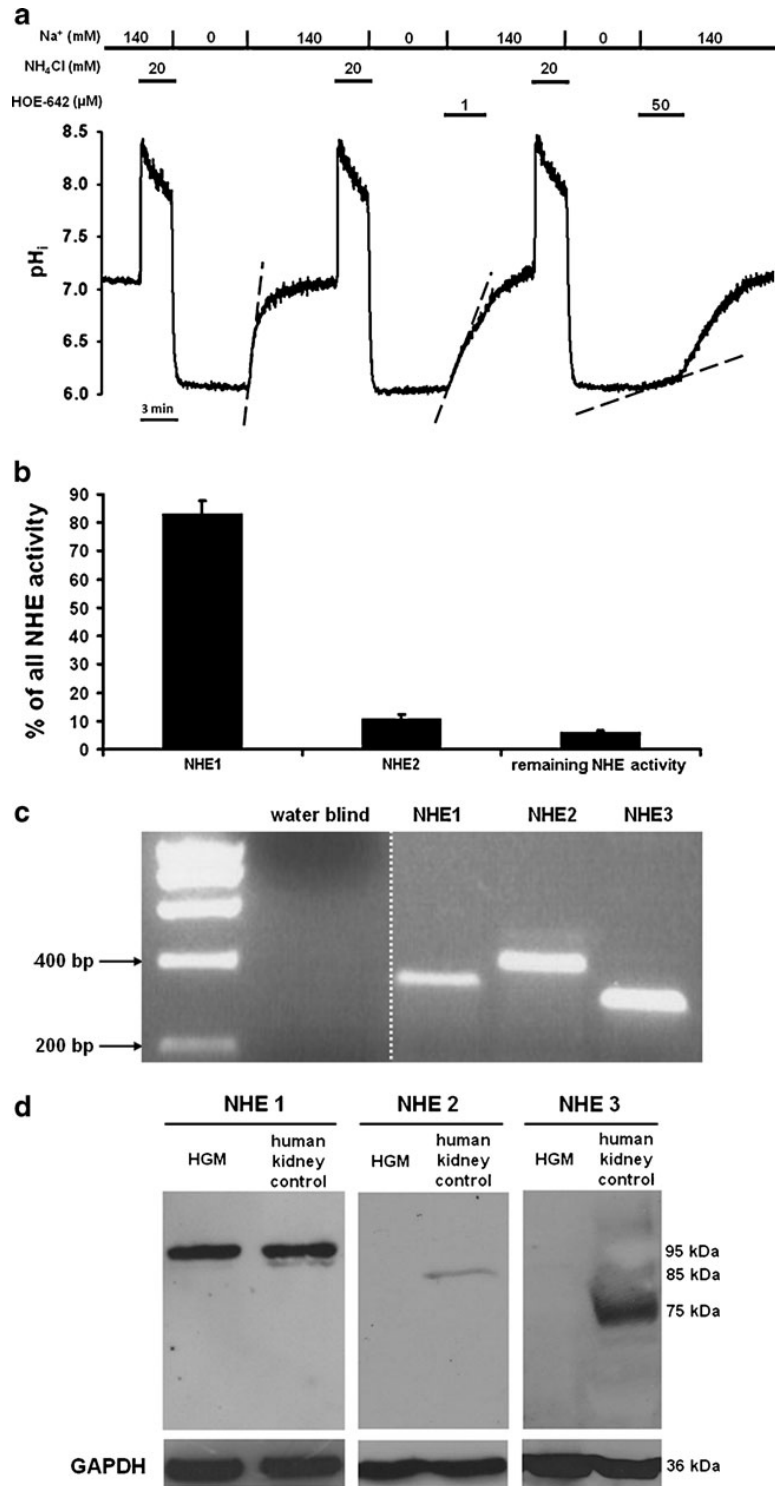 a
Na⁺ (mM) 140 0 140 0 140 0 140
NH₄Cl (mM) 20 20 20
HOE-642 (µM) 1 50
8.5
8.0
7.5
7.0
6.5
6.0
pHᵢ
3 min
b
90
80
70
60
50
40
30
20
10
0
% of all NHE activity
NHE1 NHE2 remaining NHE activity
c
water blind NHE1 NHE2 NHE3
400 bp
200 bp
d
NHE 1 NHE 2 NHE 3
HGM human kidney control HGM human kidney control HGM human kidney control
95 kDa
85 kDa
75 kDa
GAPDH 36 kDa